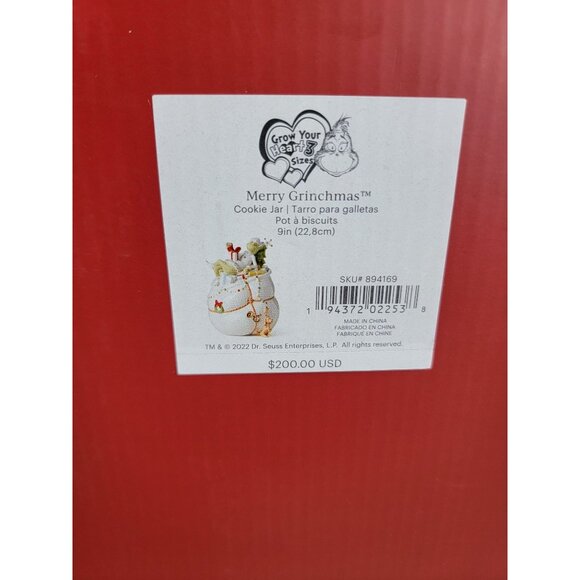 Grow Your
Heart 3
Sizes
Merry Grinchmas™
Cookie Jar | Tarro para galletas
Pot à biscuits
9in (22,8cm)
SKU# 894169
1 94372 02253 8
MADE IN CHINA
FABRICADO EN CHINA
FABRIQUÉ EN CHINE
TM & © 2022 Dr. Seuss Enterprises, L.P. All rights reserved.
$200.00 USD